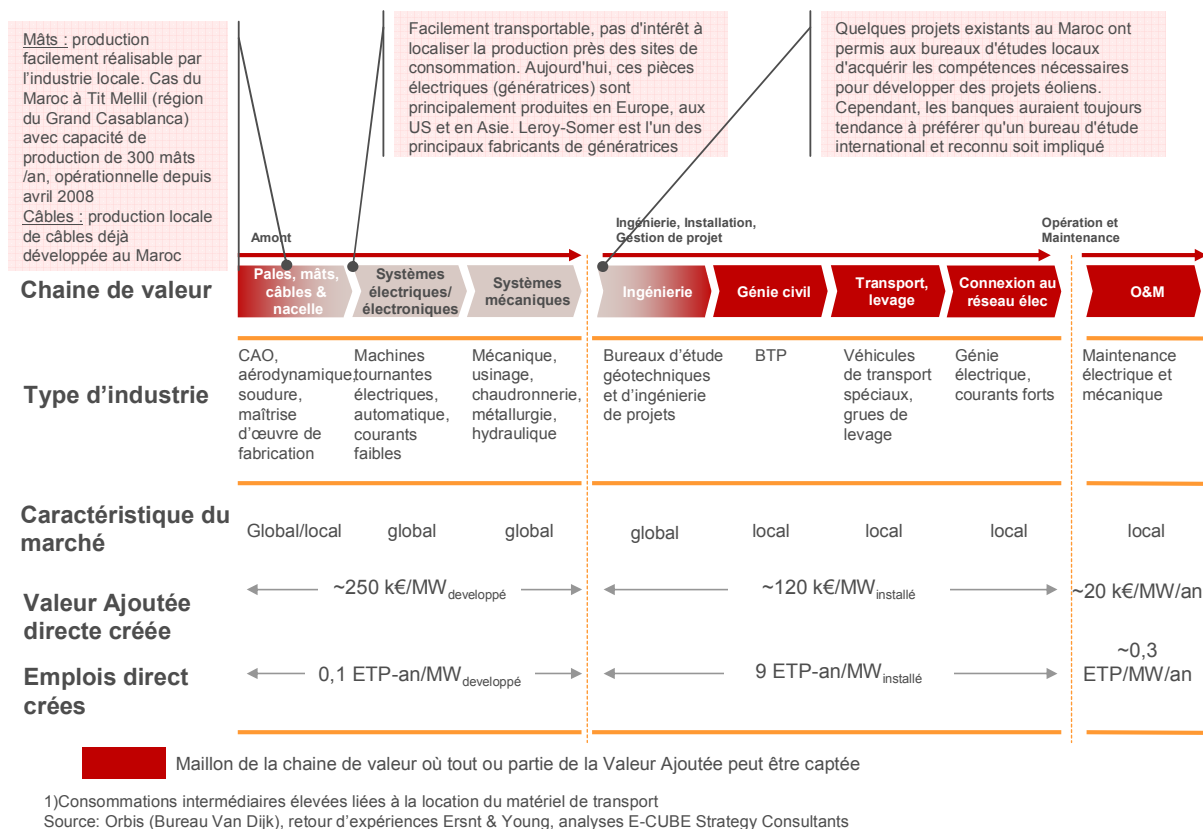 Mâts : production
facilement réalisable par
l'industrie locale. Cas du
Maroc à Tit Mellil (région
du Grand Casablanca)
avec capacité de
production de 300 mâts
/an, opérationnelle depuis
avril 2008
Câbles : production locale
de câbles déjà
développée au Maroc
Facilement transportable, pas d'intérêt à
localiser la production près des sites de
consommation. Aujourd'hui, ces pièces
électriques (génératrices) sont
principalement produites en Europe, aux
US et en Asie. Leroy-Somer est l'un des
principaux fabricants de génératrices
Quelques projets existants au Maroc ont
permis aux bureaux d'études locaux
d'acquérir les compétences nécessaires
pour développer des projets éoliens.
Cependant, les banques auraient toujours
tendance à préférer qu'un bureau d'étude
international et reconnu soit impliqué
Amont
Ingénierie, Installation,
Gestion de projet
Opération et
Maintenance
Chaine de valeur
Pales, mâts,
câbles &
nacelle
Systèmes
électriques/
électroniques
Systèmes
mécaniques
Ingénierie
Génie civil
Transport,
levage
Connexion au
réseau élec
O&M
Type d'industrie
CAO,
aérodynamique,
soudure,
maîtrise
d'œuvre de
fabrication
Machines
tournantes
électriques,
automatique,
courants
faibles
Mécanique,
usinage,
chaudronnerie,
métallurgie,
hydraulique
Bureaux d'étude
géotechniques
et d'ingénierie
de projets
BTP
Véhicules
de transport
spéciaux,
grues de
levage
Génie
électrique,
courants forts
Maintenance
électrique et
mécanique
Caractéristique du
marché
Global/local
global
global
global
local
local
local
local
Valeur Ajoutée
directe créée
~250 k€/MW developpé
~120 k€/MW installé
~20 k€/MW/an
Emplois direct
crées
0,1 ETP-an/MW developpé
9 ETP-an/MW installé
~0,3
ETP/MW/an
Maillon de la chaine de valeur où tout ou partie de la Valeur Ajoutée peut être captée
1)Consommations intermédiaires élevées liées à la location du matériel de transport
Source: Orbis (Bureau Van Dijk), retour d'expériences Ersnt & Young, analyses E-CUBE Strategy Consultants